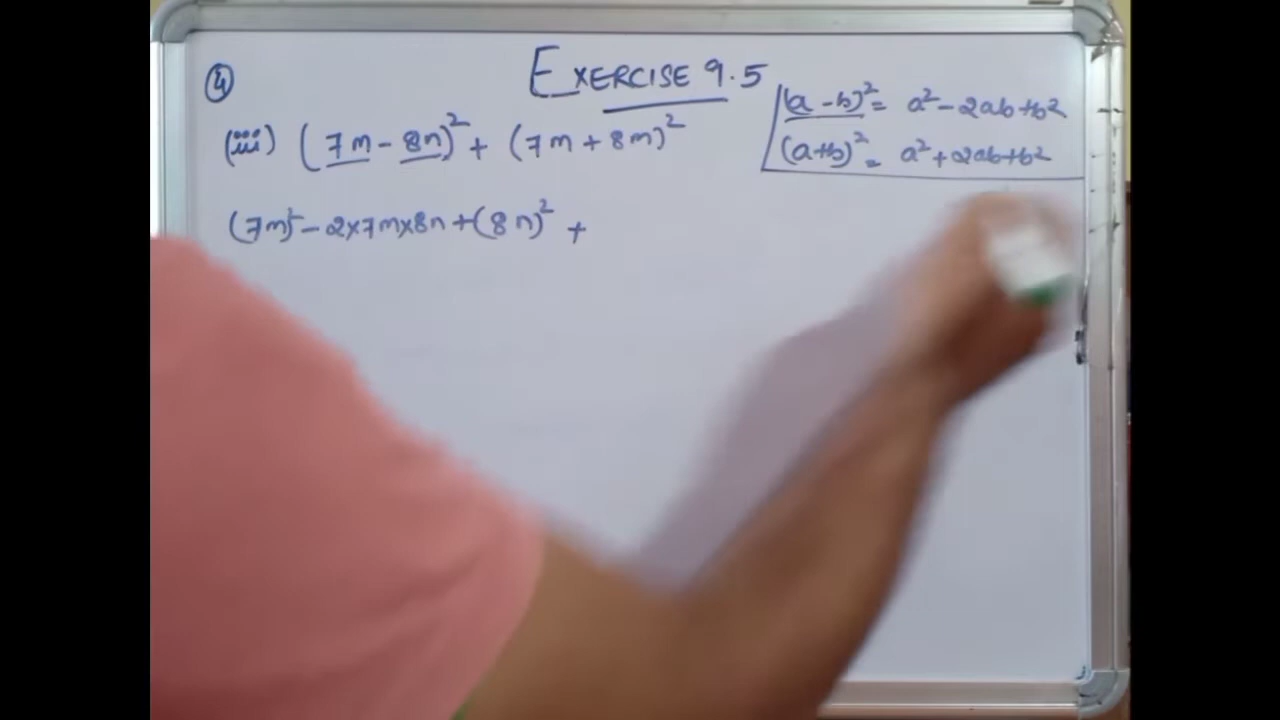 ④ EXERCISE 9.5
(a - b)² = a² - 2ab + b²
(iii) (7m - 8n)² + (7m + 8m)²
(a+b)² = a² + 2ab + b²
(7m)² - 2×7m×8n + (8n)² +